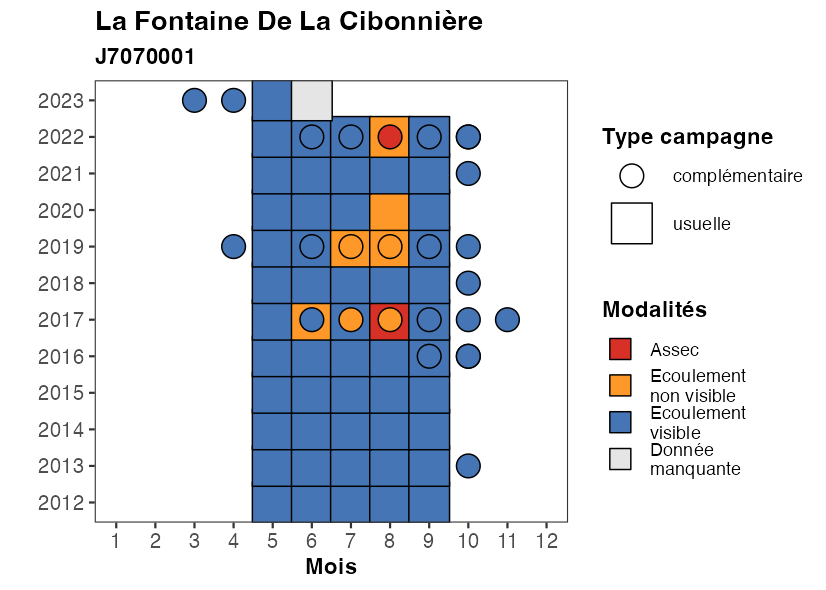 La Fontaine De La Cibonnière
J7070001
2023
2022
2021
2020
2019
2018
2017
2016
2015
2014
2013
2012
1 2 3 4 5 6 7 8 9 10 11 12
Mois
Type campagne
complémentaire
usuelle
Modalités
Assec
Ecoulement
non visible
Ecoulement
visible
Donnée
manquante